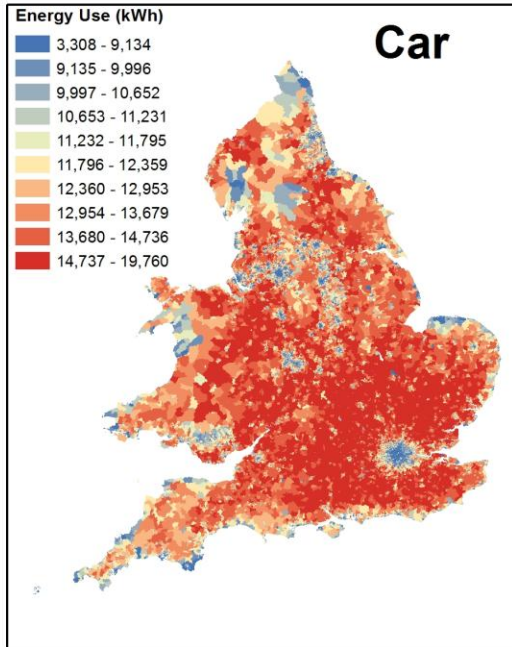 Energy Use (kWh)
Car
3,308 - 9,134
9,135 - 9,996
9,997 - 10,652
10,653 - 11,231
11,232 - 11,795
11,796 - 12,359
12,360 - 12,953
12,954 - 13,679
13,680 - 14,736
14,737 - 19,760